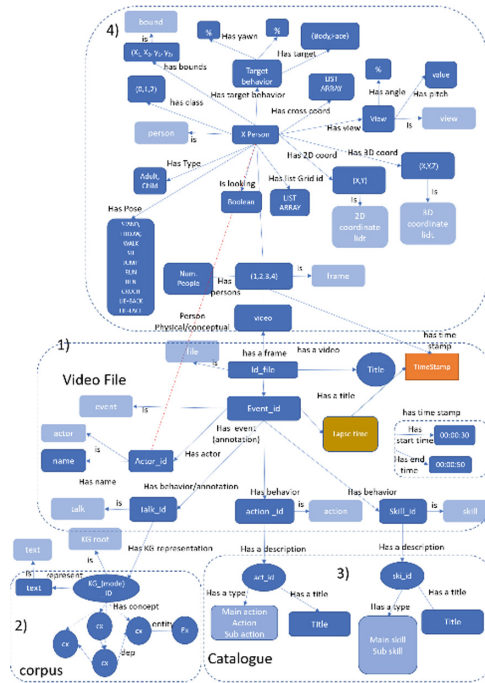 4)
bound
is
(X1, X2, y1, y2,
%
Has yawn
%
Has target
(Body,Face)
Target
behavior
has bounds
Has target behavior
LIST
ARRAY
%
value
Has angle
Has pitch
(0,1,2)
has class
Has cross coord
View
is
view
Has view
person
is
X Person
Has 2D coord
Has 3D coord
Has Type
Adult,
Child
Is looking
Boolean
Has list Grid id
LIST
ARRAY
(X,Y)
(X,Y,Z)
Has Pose
is
is
2D
coordinate
lidt
3D
coordinate
lidt
WALK
SIT
JUMP
RUN
Num.
People
Has
persons
(1,2,3,4)
is
frame
Person
Physical/conceptual
video
has time
stamp
1)
file
is
has a frame
has a video
Id_file
Title
TimeStamp
Video File
Has a title
event
is
Event_id
has time stamp
Has event
(annotation)
Lapse time
Has
start time
00:00:30
actor
is
name
Actor_id
Has actor
Has end
time
00:00:50
Has name
Has behavior/annotation
Has behavior
Has behavior
talk
is
Talk_id
action _id
is
action
Skill_id
is
skill
KG root
Has KG representation
text
is
is
Has a description
Has a description
text
represent
KG_(mode)
ID
act_id
3)
ski_id
Has concept
Has a type
Has a title
Has a type
Has a title
2)
cx
cx
cx
cx
entity
Ex
dep
Main action
Action
Sub action
Title
Main skill
Sub skill
Title
corpus
Catalogue